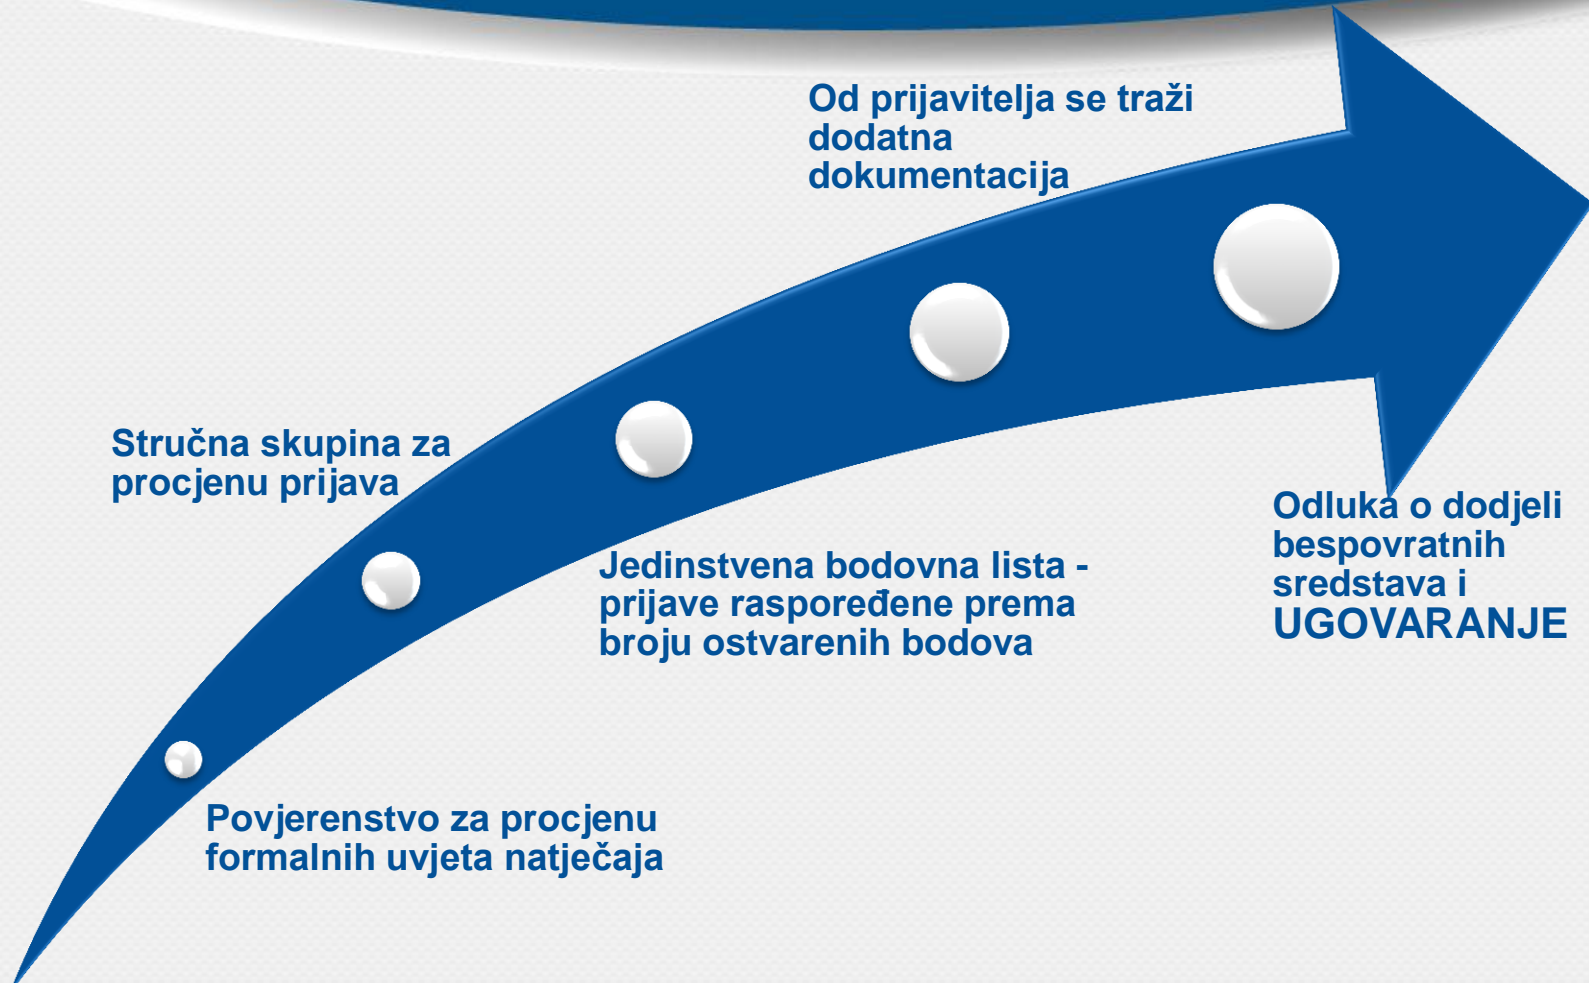 Od prijavitelja se traži
dodatna
dokumentacija
Stručna skupina za
procjenu prijava
Odluka o dodjeli
bespovratnih
sredstava i
UGOVARANJE
Jedinstvena bodovna lista -
prijave raspoređene prema
broju ostvarenih bodova
Povjerenstvo za procjenu
formalnih uvjeta natječaja